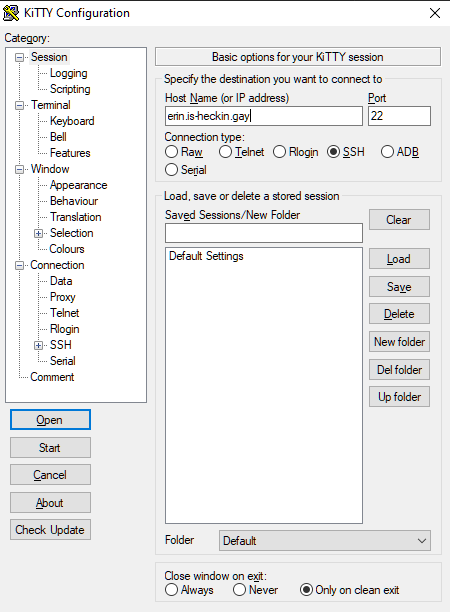 KiTTY Configuration
Category:
Session
Logging
Scripting
Terminal
Keyboard
Bell
Features
Window
Appearance
Behaviour
Translation
Selection
Colours
Connection
Data
Proxy
Telnet
Rlogin
SSH
Serial
Comment
Open
Start
Cancel
About
Check Update
Basic options for your KiTTY session
Specify the destination you want to connect to
Host Name (or IP address) Port
erin.is-heckin.gay 22
Connection type:
Raw Telnet Rlogin SSH ADB
Serial
Load, save or delete a stored session
Saved Sessions/New Folder
Clear
Default Settings
Load
Save
Delete
New folder
Del folder
Up folder
Folder Default
Close window on exit:
Always Never Only on clean exit